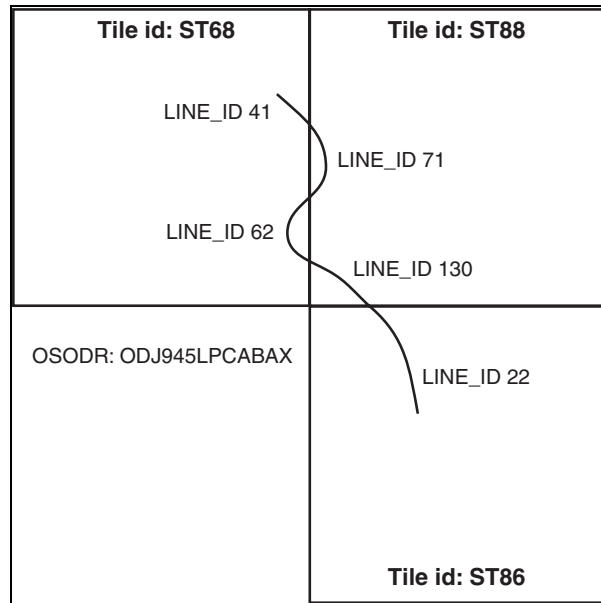 Tile id: ST68
Tile id: ST88
LINE_ID 41
LINE_ID 71
LINE_ID 62
LINE_ID 130
OSODR: ODJ945LPCABAX
LINE_ID 22
Tile id: ST86